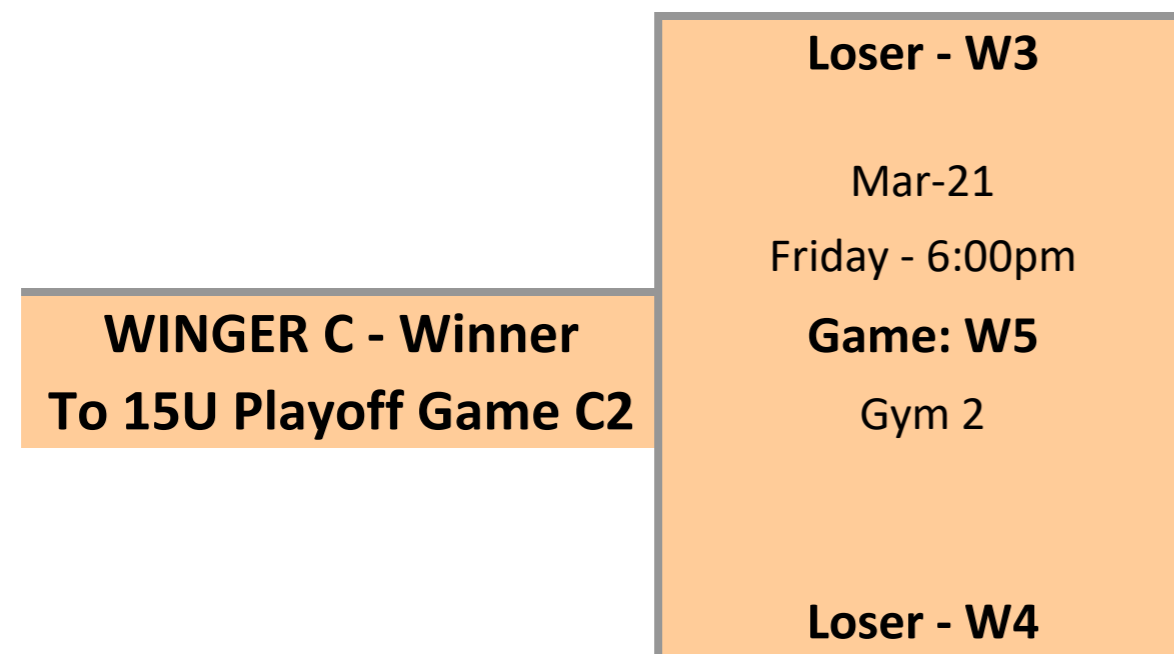 Loser - W3
Mar-21
Friday - 6:00pm
WINGER C - Winner
To 15U Playoff Game C2
Game: W5
Gym 2
Loser - W4